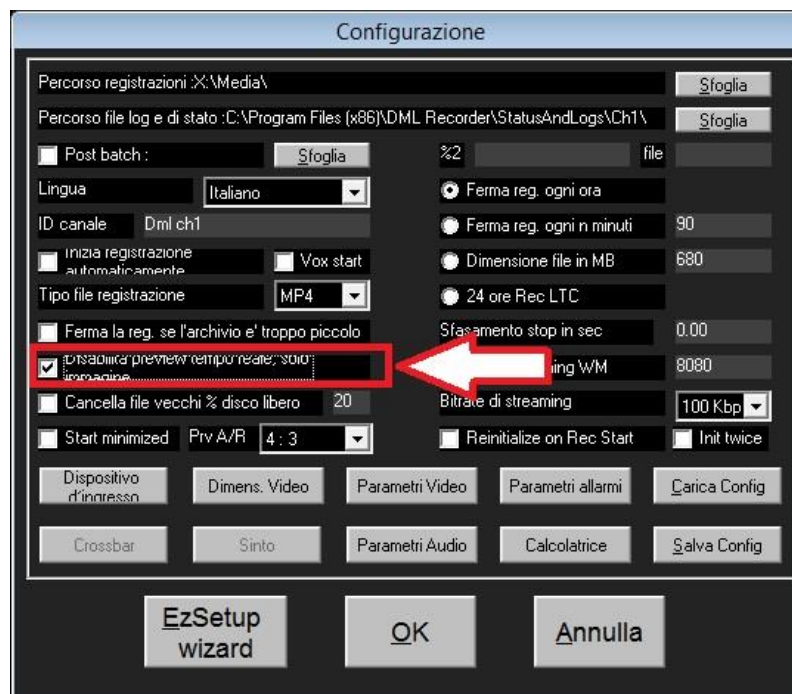 Configurazione
Percorso registrazioni :X:\Media\
Sfoglia
Percorso file log e di stato :C:\Program Files (x86)\DML Recorder\StatusAndLogs\Ch1\
Sfoglia
Post batch :
Sfoglia
%2
file
Lingua
Italiano
Ferma reg. ogni ora
ID canale
Dml ch1
Ferma reg. ogni n minuti
90
Inizia registrazione
automaticamente
Vox start
Dimensione file in MB
680
Tipo file registrazione
MP4
24 ore Rec LTC
Ferma la reg. se l'archivio e' troppo piccolo
Sfasamento stop in sec
0.00
Disabilita preview tempo reale, solo
immagine
ing WM
8080
Cancella file vecchi % disco libero
20
Bitrate di streaming
100 Kbp
Start minimized
Prv A/R
4 : 3
Reinitialize on Rec Start
Init twice
Dispositivo
d'ingresso
Dimens. Video
Parametri Video
Parametri allarmi
Carica Config
Crossbar
Sinto
Parametri Audio
Calcolatrice
Salva Config
EzSetup
wizard
OK
Annulla